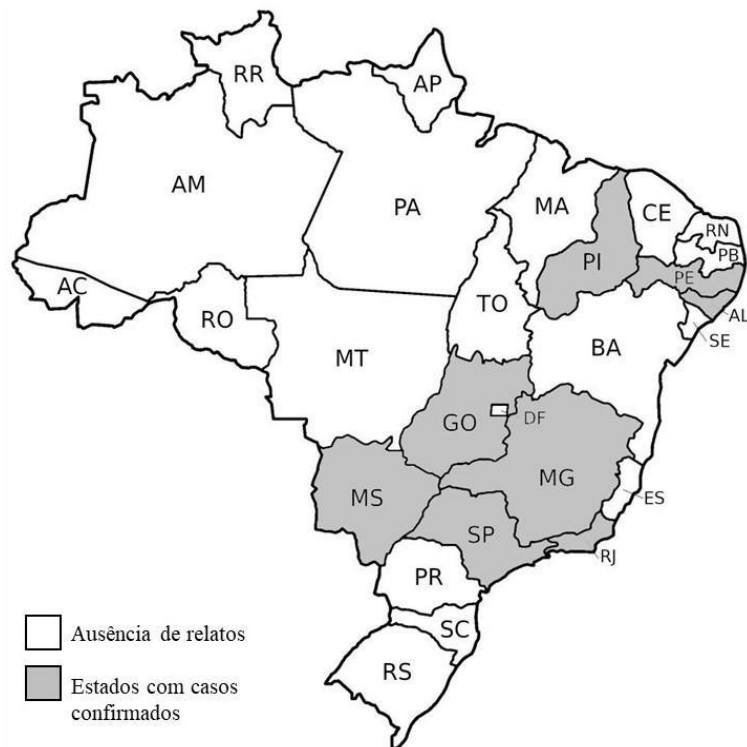 RR
AP
AM
PA
MA
CE
RN
PB
PI
PE
AL
SE
AC
RO
TO
BA
MT
GO
DF
MS
MG
ES
SP
RJ
PR
SC
RS
Ausência de relatos
Estados com casos
confirmados